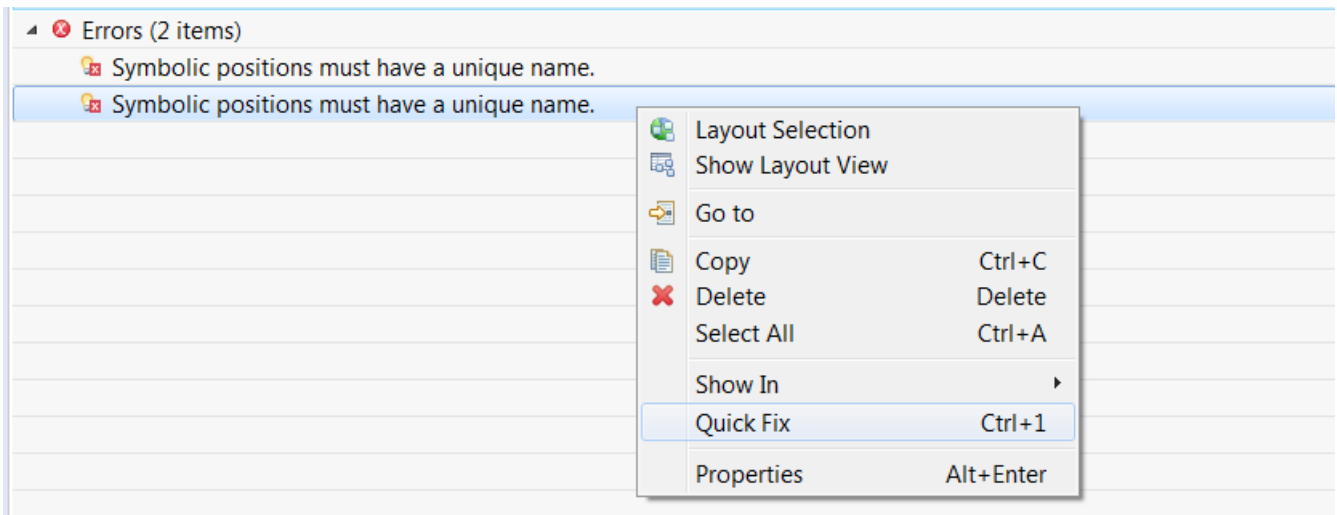 Errors (2 items)
Symbolic positions must have a unique name.
Symbolic positions must have a unique name.
Layout Selection
Show Layout View
Go to
Copy Ctrl+C
Delete Delete
Select All Ctrl+A
Show In
Quick Fix Ctrl+1
Properties Alt+Enter